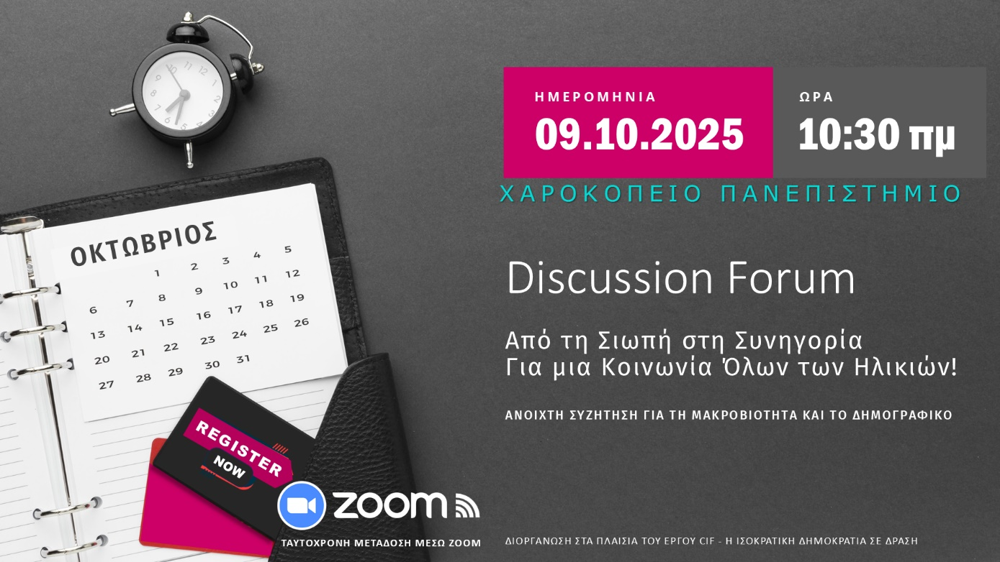 ΗΜΕΡΟΜΗΝΙΑ
09.10.2025
ΩΡΑ
10:30 πμ
ΧΑΡΟΚΟΠΕΙΟ ΠΑΝΕΠΙΣΤΗΜΙΟ
Discussion Forum
Από τη Σιωπή στη Συνηγορία
Για μια Κοινωνία Όλων των Ηλικιών!
ΑΝΟΙΧΤΗ ΣΥΖΗΤΗΣΗ ΓΙΑ ΤΗ ΜΑΚΡΟΒΙΟΤΗΤΑ ΚΑΙ ΤΟ ΔΗΜΟΓΡΑΦΙΚΟ
ΔΙΟΡΓΑΝΩΣΗ ΣΤΑ ΠΛΑΙΣΙΑ ΤΟΥ ΕΡΓΟΥ CIF - Η ΙΣΟΚΡΑΤΙΚΗ ΔΗΜΟΚΡΑΤΙΑ ΣΕ ΔΡΑΣΗ
ΟΚΤΩΒΡΙΟΣ
1 2 3 4 5
6 7 8 9 10 11 12
13 14 15 16 17 18 19
20 21 22 23 24 25 26
27 28 29 30 31
REGISTER
NOW
zoom
ΤΑΥΤΟΧΡΟΝΗ ΜΕΤΑΔΟΣΗ ΜΕΣΩ ZOOM